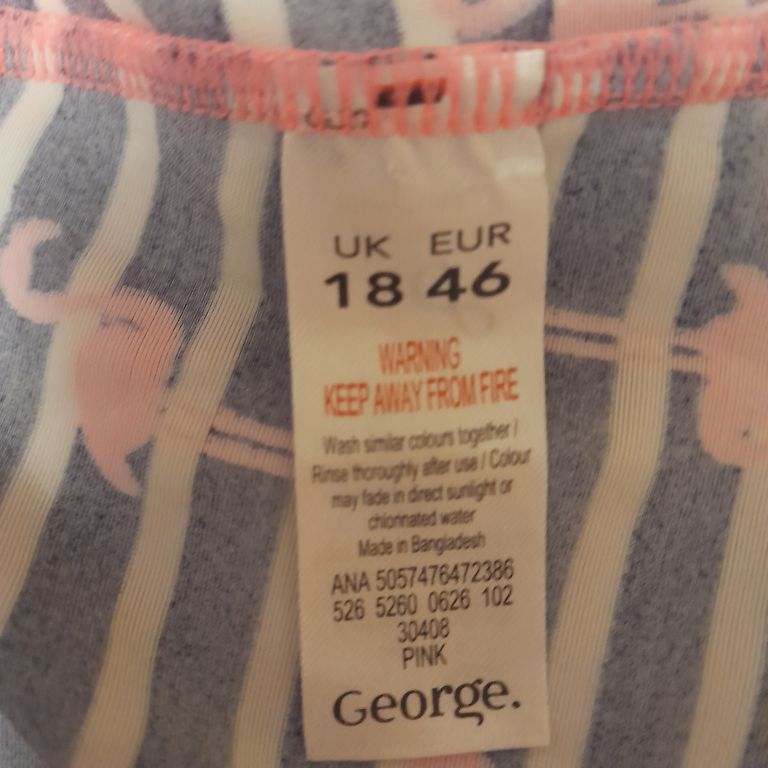 UK EUR
18 46
WARNING
KEEP AWAY FROM FIRE
Wash similar colours together /
Rinse thoroughly after use / Colour
may fade in direct sunlight or
chlorinated water
Made in Bangladesh
ANA 5057476472386
526 5260 0626 102
30408
PINK
George.